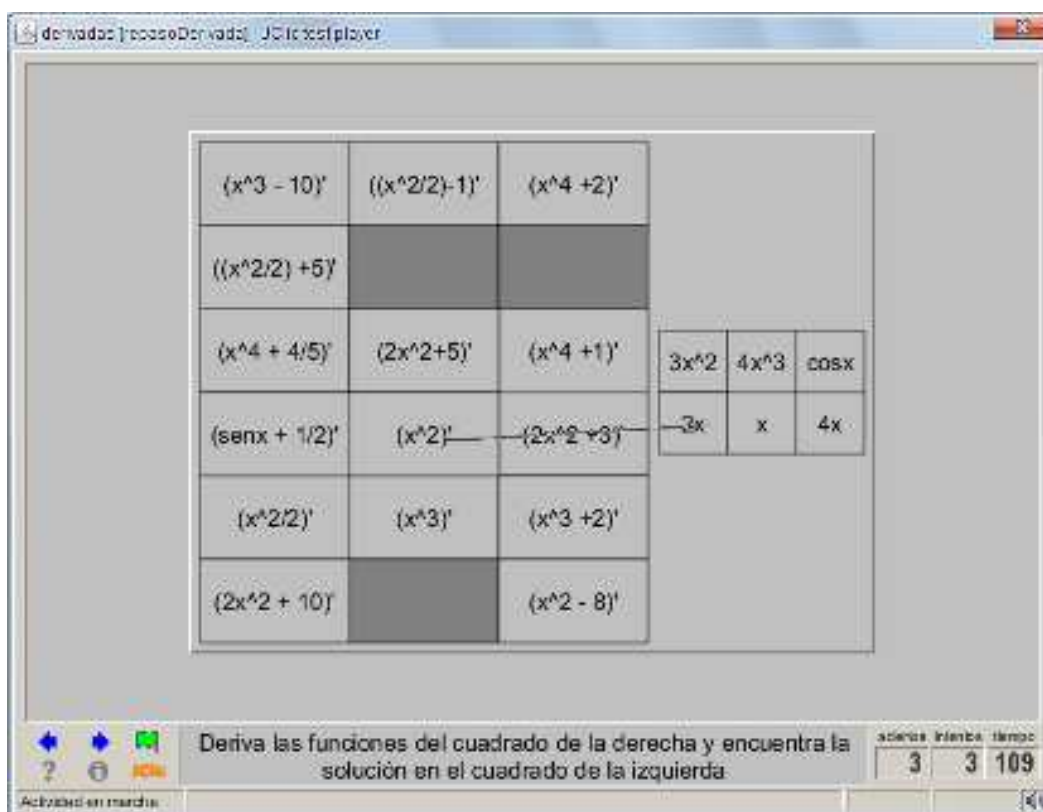 derivadas [repasoDerivada] - JClic test player
(x^3 - 10)' ((x^2/2)-1)' (x^4 +2)'
((x^2/2) +5)'
(x^4 + 4/5)' (2x^2+5)' (x^4 +1)'
3x^2 4x^3 cosx
(senx + 1/2)' (x^2)' (2x^2 +3)'
x 4x
(x^2/2)' (x^3)' (x^3 +2)'
(2x^2 + 10)' (x^2 - 8)'
Deriva las funciones del cuadrado de la derecha y encuentra la
solución en el cuadrado de la izquierda
aciertos intentos tiempo
3 3 109
Actividad en marcha